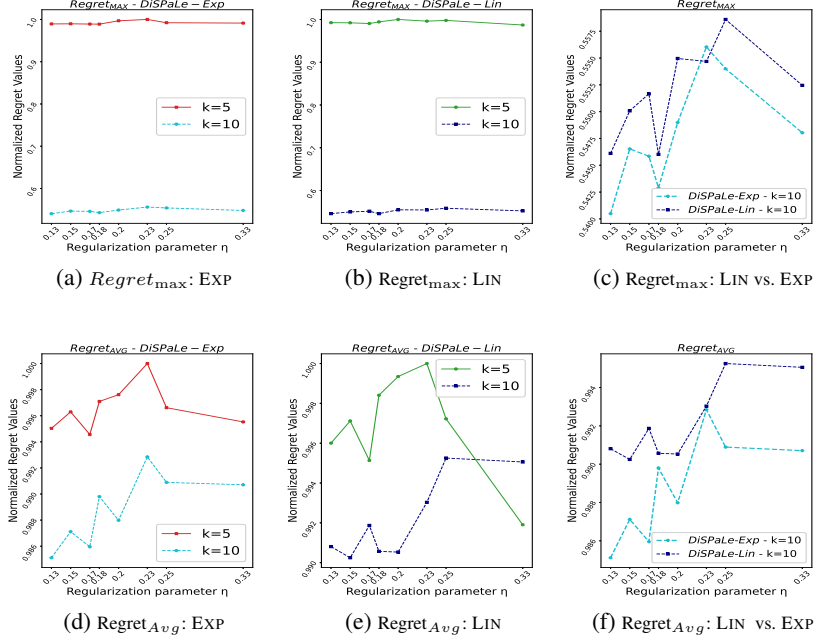 Regret_MAX - DiSPaLe - Exp
Normalized Regret Values
1.0
0.9
0.8
0.7
0.6
k=5
k=10
0.13 0.15 0.17 0.18 0.2 0.23 0.25 0.33
Regularization parameter η
(a) Regret_max: EXP
Regret_MAX - DiSPaLe - Lin
Normalized Regret Values
1.0
0.9
0.8
0.7
0.6
k=5
k=10
0.13 0.15 0.17 0.18 0.2 0.23 0.25 0.33
Regularization parameter η
(b) Regret_max: LIN
Regret_MAX
Normalized Regret Values
0.5575
0.5550
0.5525
0.5500
0.5475
0.5450
0.5425
0.5400
DiSPaLe-Exp - k=10
DiSPaLe-Lin - k=10
0.13 0.15 0.17 0.18 0.2 0.23 0.25 0.33
Regularization parameter η
(c) Regret_max: LIN vs. EXP
Regret_AVG - DiSPaLe - Exp
Normalized Regret Values
1.000
0.998
0.996
0.994
0.992
0.990
0.988
0.986
k=5
k=10
0.13 0.15 0.17 0.18 0.2 0.23 0.25 0.33
Regularization parameter η
(d) Regret_Avg: EXP
Regret_AVG - DiSPaLe - Lin
Normalized Regret Values
1.000
0.998
0.996
0.994
0.992
0.990
k=5
k=10
0.13 0.15 0.17 0.18 0.2 0.23 0.25 0.33
Regularization parameter η
(e) Regret_Avg: LIN
Regret_AVG
Normalized Regret Values
0.994
0.992
0.990
0.988
0.986
DiSPaLe-Exp - k=10
DiSPaLe-Lin - k=10
0.13 0.15 0.17 0.18 0.2 0.23 0.25 0.33
Regularization parameter η
(f) Regret_Avg: LIN vs. EXP